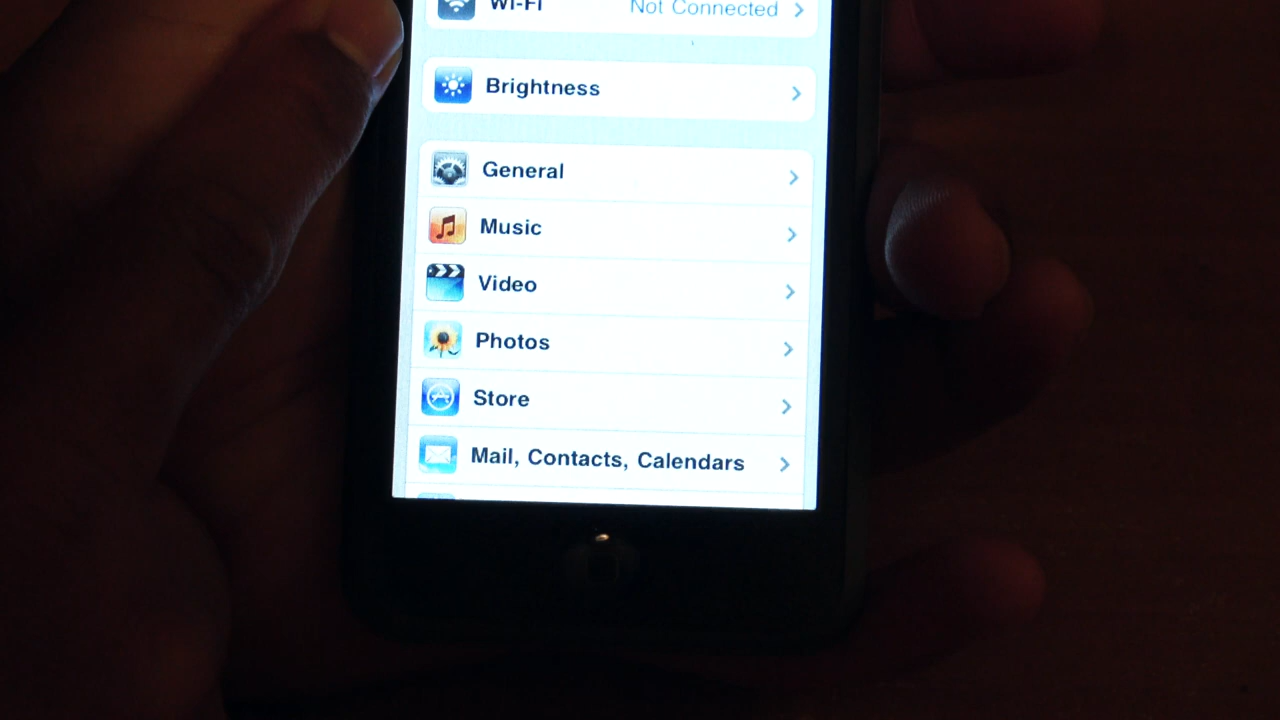 Wi-Fi Not Connected
Brightness
General
Music
Video
Photos
Store
Mail, Contacts, Calendars